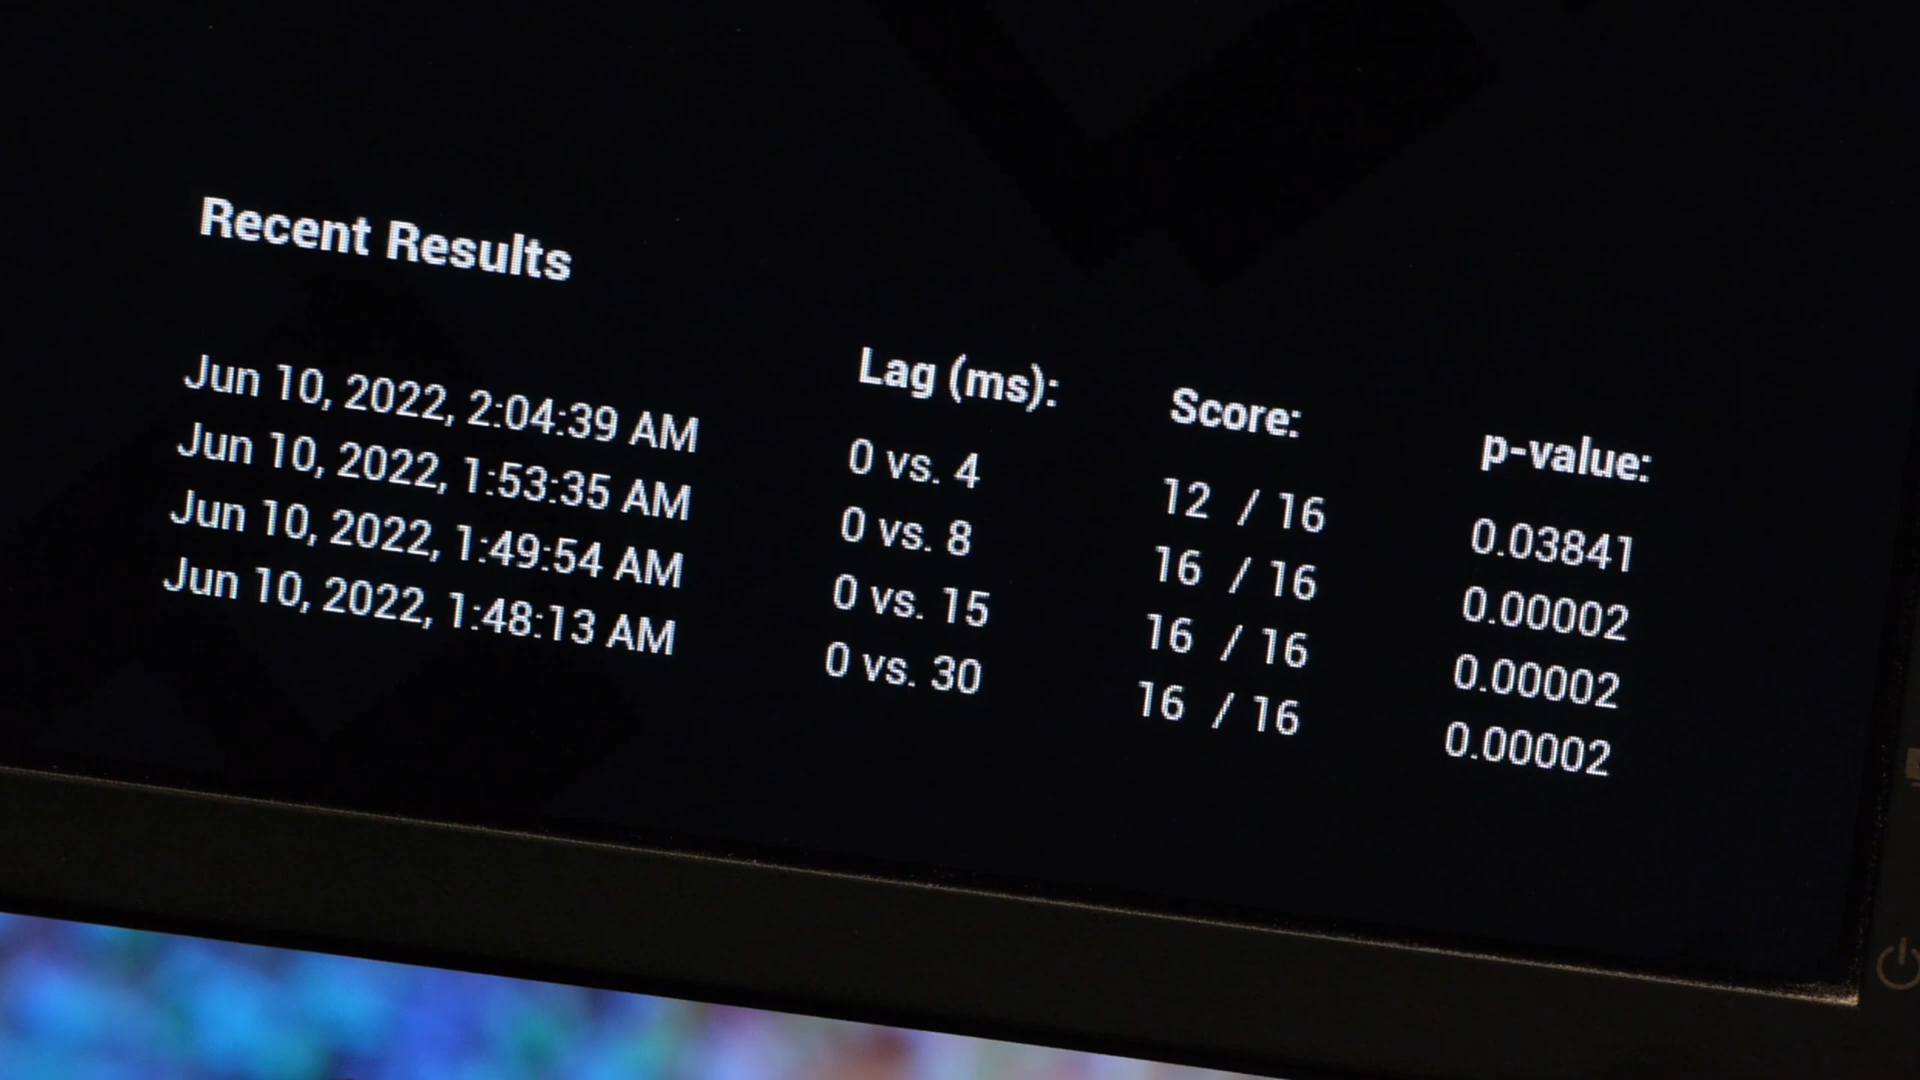 Recent Results
Lag (ms): Score: p-value:
Jun 10, 2022, 2:04:39 AM 0 vs. 4 12 / 16 0.03841
Jun 10, 2022, 1:53:35 AM 0 vs. 8 16 / 16 0.00002
Jun 10, 2022, 1:49:54 AM 0 vs. 15 16 / 16 0.00002
Jun 10, 2022, 1:48:13 AM 0 vs. 30 16 / 16 0.00002